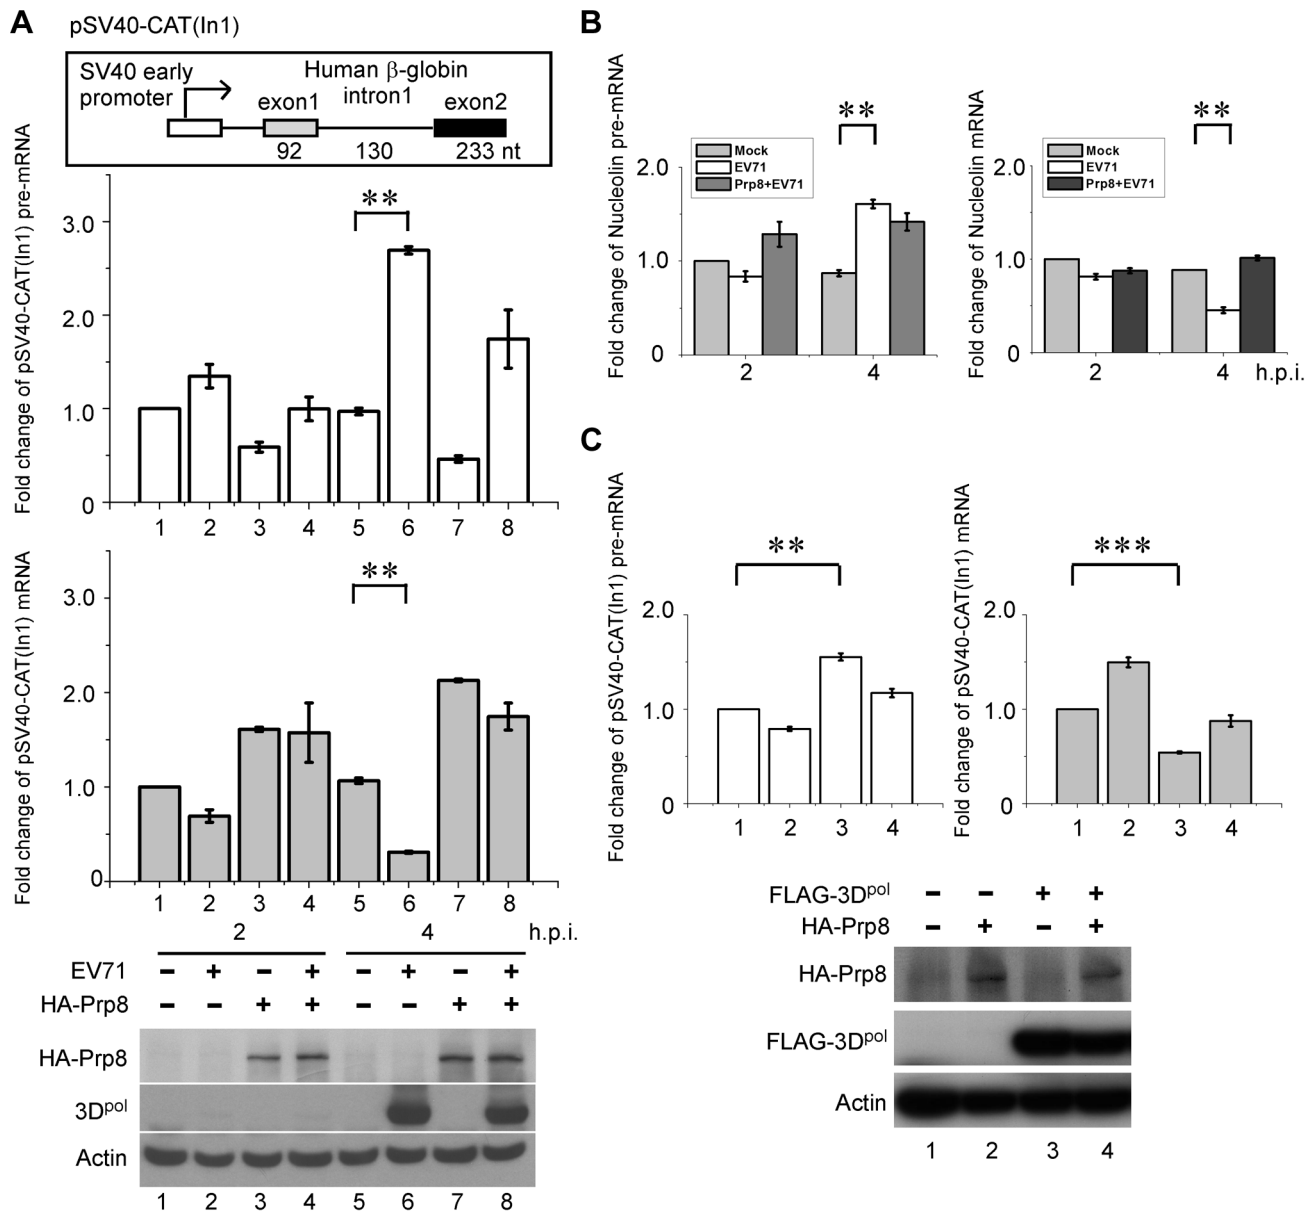 A pSV40-CAT(In1)
SV40 early
promoter
Human β-globin
intron1
exon1
exon2
92 130 233 nt
Fold change of pSV40-CAT(In1) pre-mRNA
3.0
2.0
1.0
0
**
1 2 3 4 5 6 7 8
Fold change of pSV40-CAT(In1) mRNA
3.0
2.0
1.0
0
**
1 2 3 4 5 6 7 8
2 4 h.p.i.
EV71 – + – + – + – +
HA-Prp8 – – + + – – + +
HA-Prp8
3Dpol
Actin
1 2 3 4 5 6 7 8
B
Fold change of Nucleolin pre-mRNA
**
Mock
EV71
Prp8+EV71
2.0
1.0
0
2 4
Fold change of Nucleolin mRNA
**
Mock
EV71
Prp8+EV71
2.0
1.0
0
2 4 h.p.i.
C
Fold change of pSV40-CAT(In1) pre-mRNA
**
2.0
1.0
0
1 2 3 4
Fold change of pSV40-CAT(In1) mRNA
***
2.0
1.0
0
1 2 3 4
FLAG-3Dpol – – + +
HA-Prp8 – + – +
HA-Prp8
FLAG-3Dpol
Actin
1 2 3 4